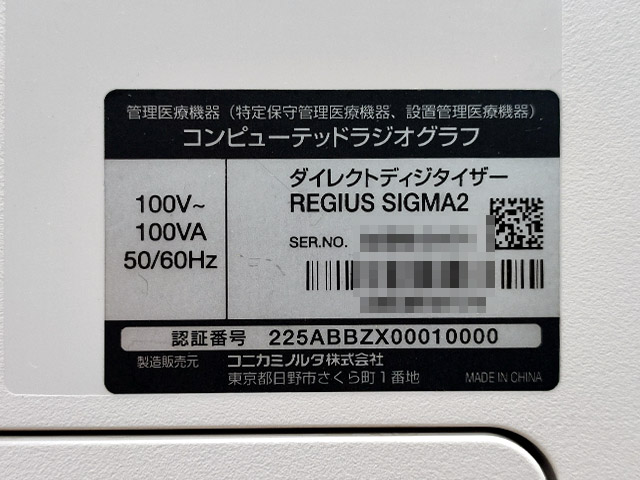 管理医療機器（特定保守管理医療機器、設置管理医療機器）
コンピューテッドラジオグラフ
100V~
100VA
50/60Hz
ダイレクトディジタイザー
REGIUS SIGMA2
SER.NO.
認証番号 225ABBZX00010000
製造販売元 コニカミノルタ株式会社
東京都日野市さくら町1番地
MADE IN CHINA